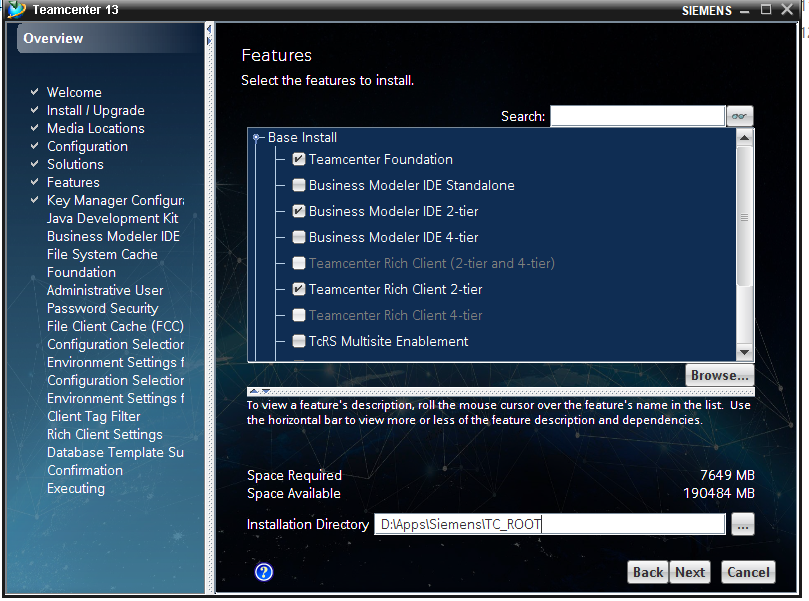 Teamcenter 13
SIEMENS
Overview
Welcome
Install / Upgrade
Media Locations
Configuration
Solutions
Features
Key Manager Configura
Java Development Kit
Business Modeler IDE
File System Cache
Foundation
Administrative User
Password Security
File Client Cache (FCC)
Configuration Selection
Environment Settings f
Configuration Selection
Environment Settings f
Client Tag Filter
Rich Client Settings
Database Template Su
Confirmation
Executing
Features
Select the features to install.
Search:
Base Install
Teamcenter Foundation
Business Modeler IDE Standalone
Business Modeler IDE 2-tier
Business Modeler IDE 4-tier
Teamcenter Rich Client (2-tier and 4-tier)
Teamcenter Rich Client 2-tier
Teamcenter Rich Client 4-tier
TcRS Multisite Enablement
Browse...
To view a feature's description, roll the mouse cursor over the feature's name in the list. Use
the horizontal bar to view more or less of the feature description and dependencies.
Space Required 7649 MB
Space Available 190484 MB
Installation Directory D:\Apps\Siemens\TC_ROOT ...
? Back Next Cancel